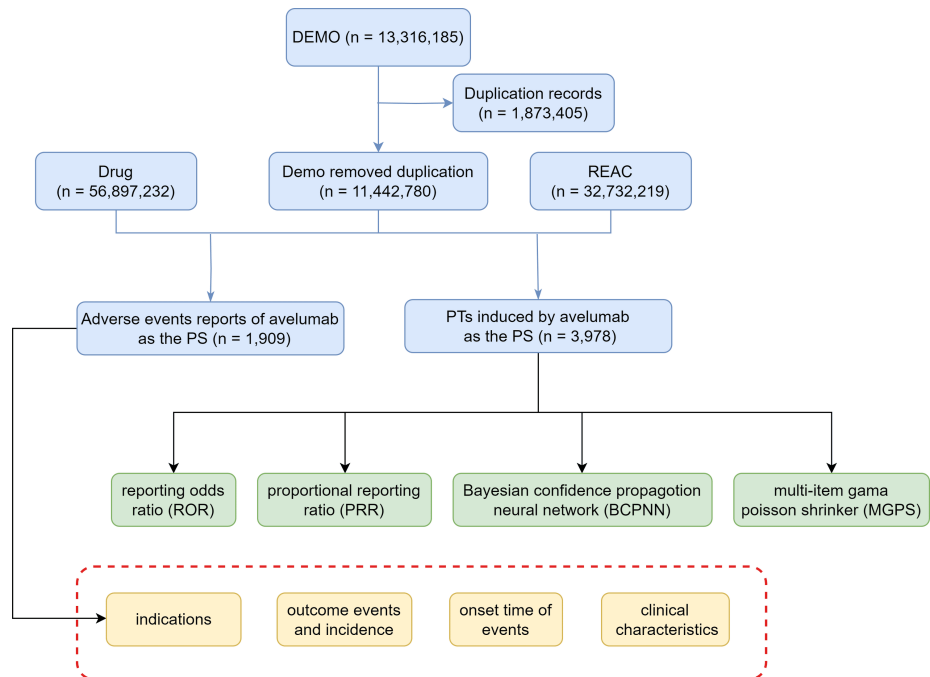 DEMO (n = 13,316,185)
Duplication records
(n = 1,873,405)
Drug
(n = 56,897,232)
Demo removed duplication
(n = 11,442,780)
REAC
(n = 32,732,219)
Adverse events reports of avelumab
as the PS (n = 1,909)
PTs induced by avelumab
as the PS (n = 3,978)
reporting odds
ratio (ROR)
proportional reporting
ratio (PRR)
Bayesian confidence propagotion
neural network (BCPNN)
multi-item gama
poisson shrinker (MGPS)
indications
outcome events
and incidence
onset time of
events
clinical
characteristics